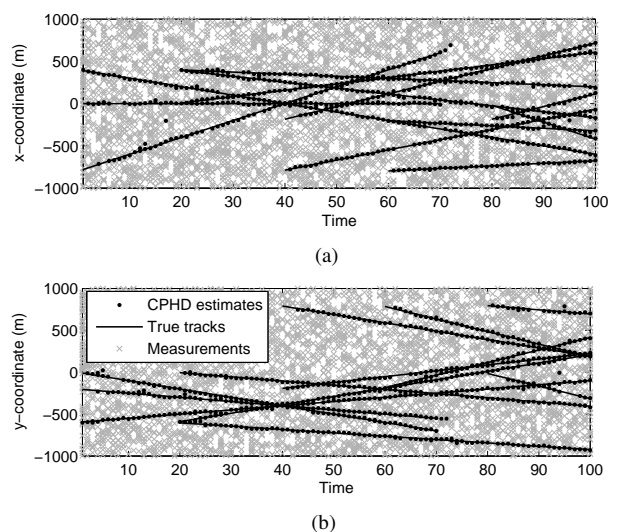 1000
500
0
−500
−1000
x−coordinate (m)
10 20 30 40 50 60 70 80 90 100
Time
(a)
1000
500
0
−500
−1000
y−coordinate (m)
CPHD estimates
True tracks
Measurements
10 20 30 40 50 60 70 80 90 100
Time
(b)